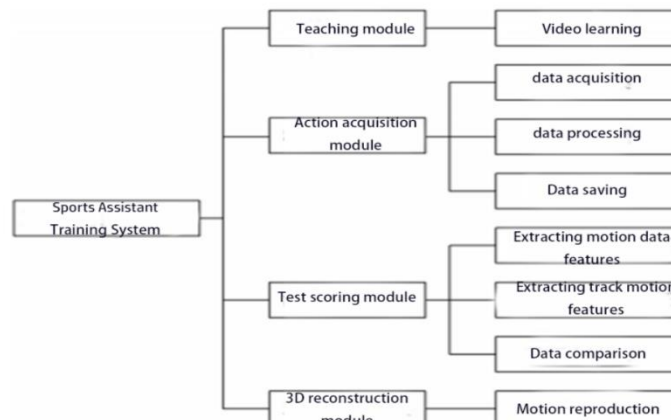 Teaching module
Video learning
data acquisition
Action acquisition
module
data processing
Data saving
Sports Assistant
Training System
Extracting motion data
features
Test scoring module
Extracting track motion
features
Data comparison
3D reconstruction
module
Motion reproduction